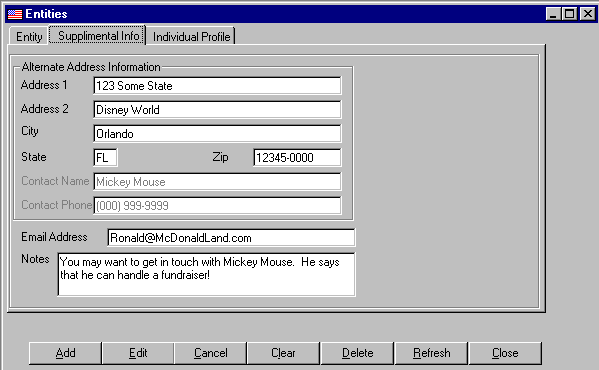 Entities
Entity Supplimental Info Individual Profile
Alternate Address Information
Address 1 123 Some State
Address 2 Disney World
City Orlando
State FL Zip 12345-0000
Contact Name Mickey Mouse
Contact Phone (000) 999-9999
Email Address Ronald@McDonaldLand.com
Notes You may want to get in touch with Mickey Mouse. He says
that he can handle a fundraiser!
Add Edit Cancel Clear Delete Refresh Close